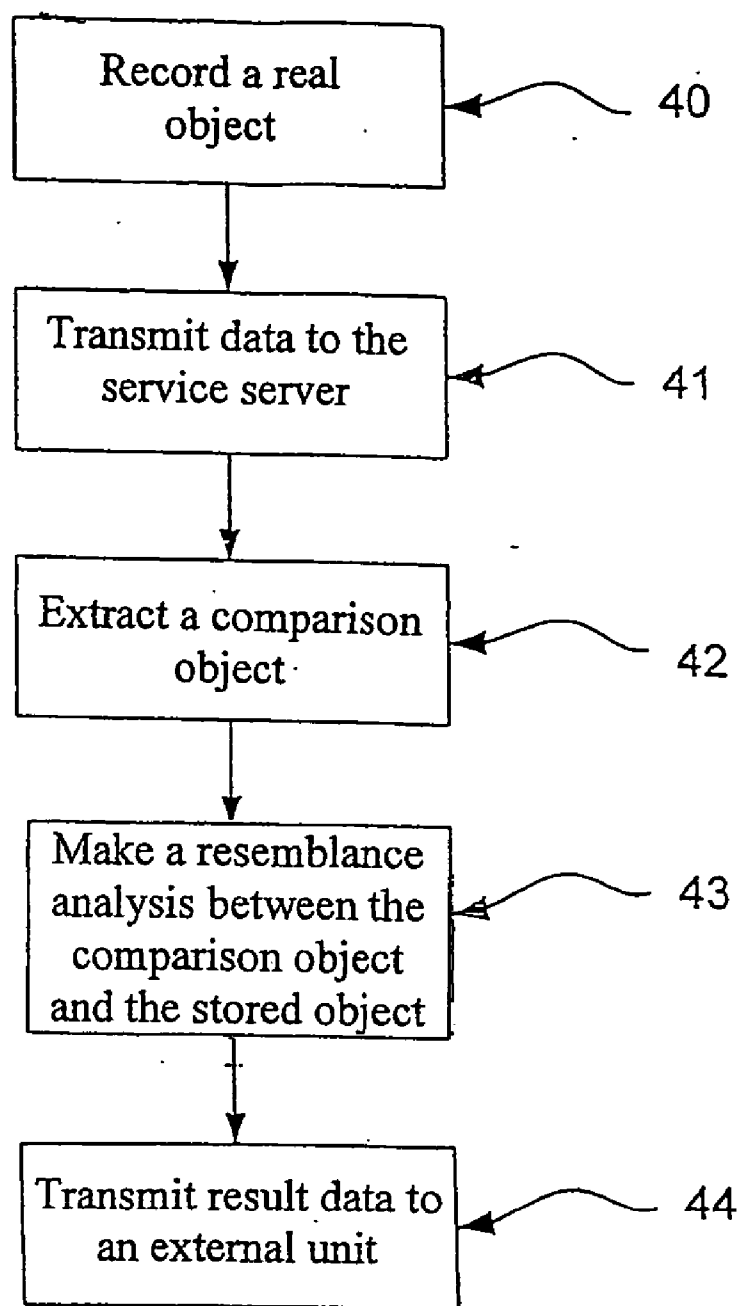 Record a real
object
40
Transmit data to the
service server
41
Extract a comparison
object
42
Make a resemblance
analysis between the
comparison object
and the stored object
43
Transmit result data to
an external unit
44